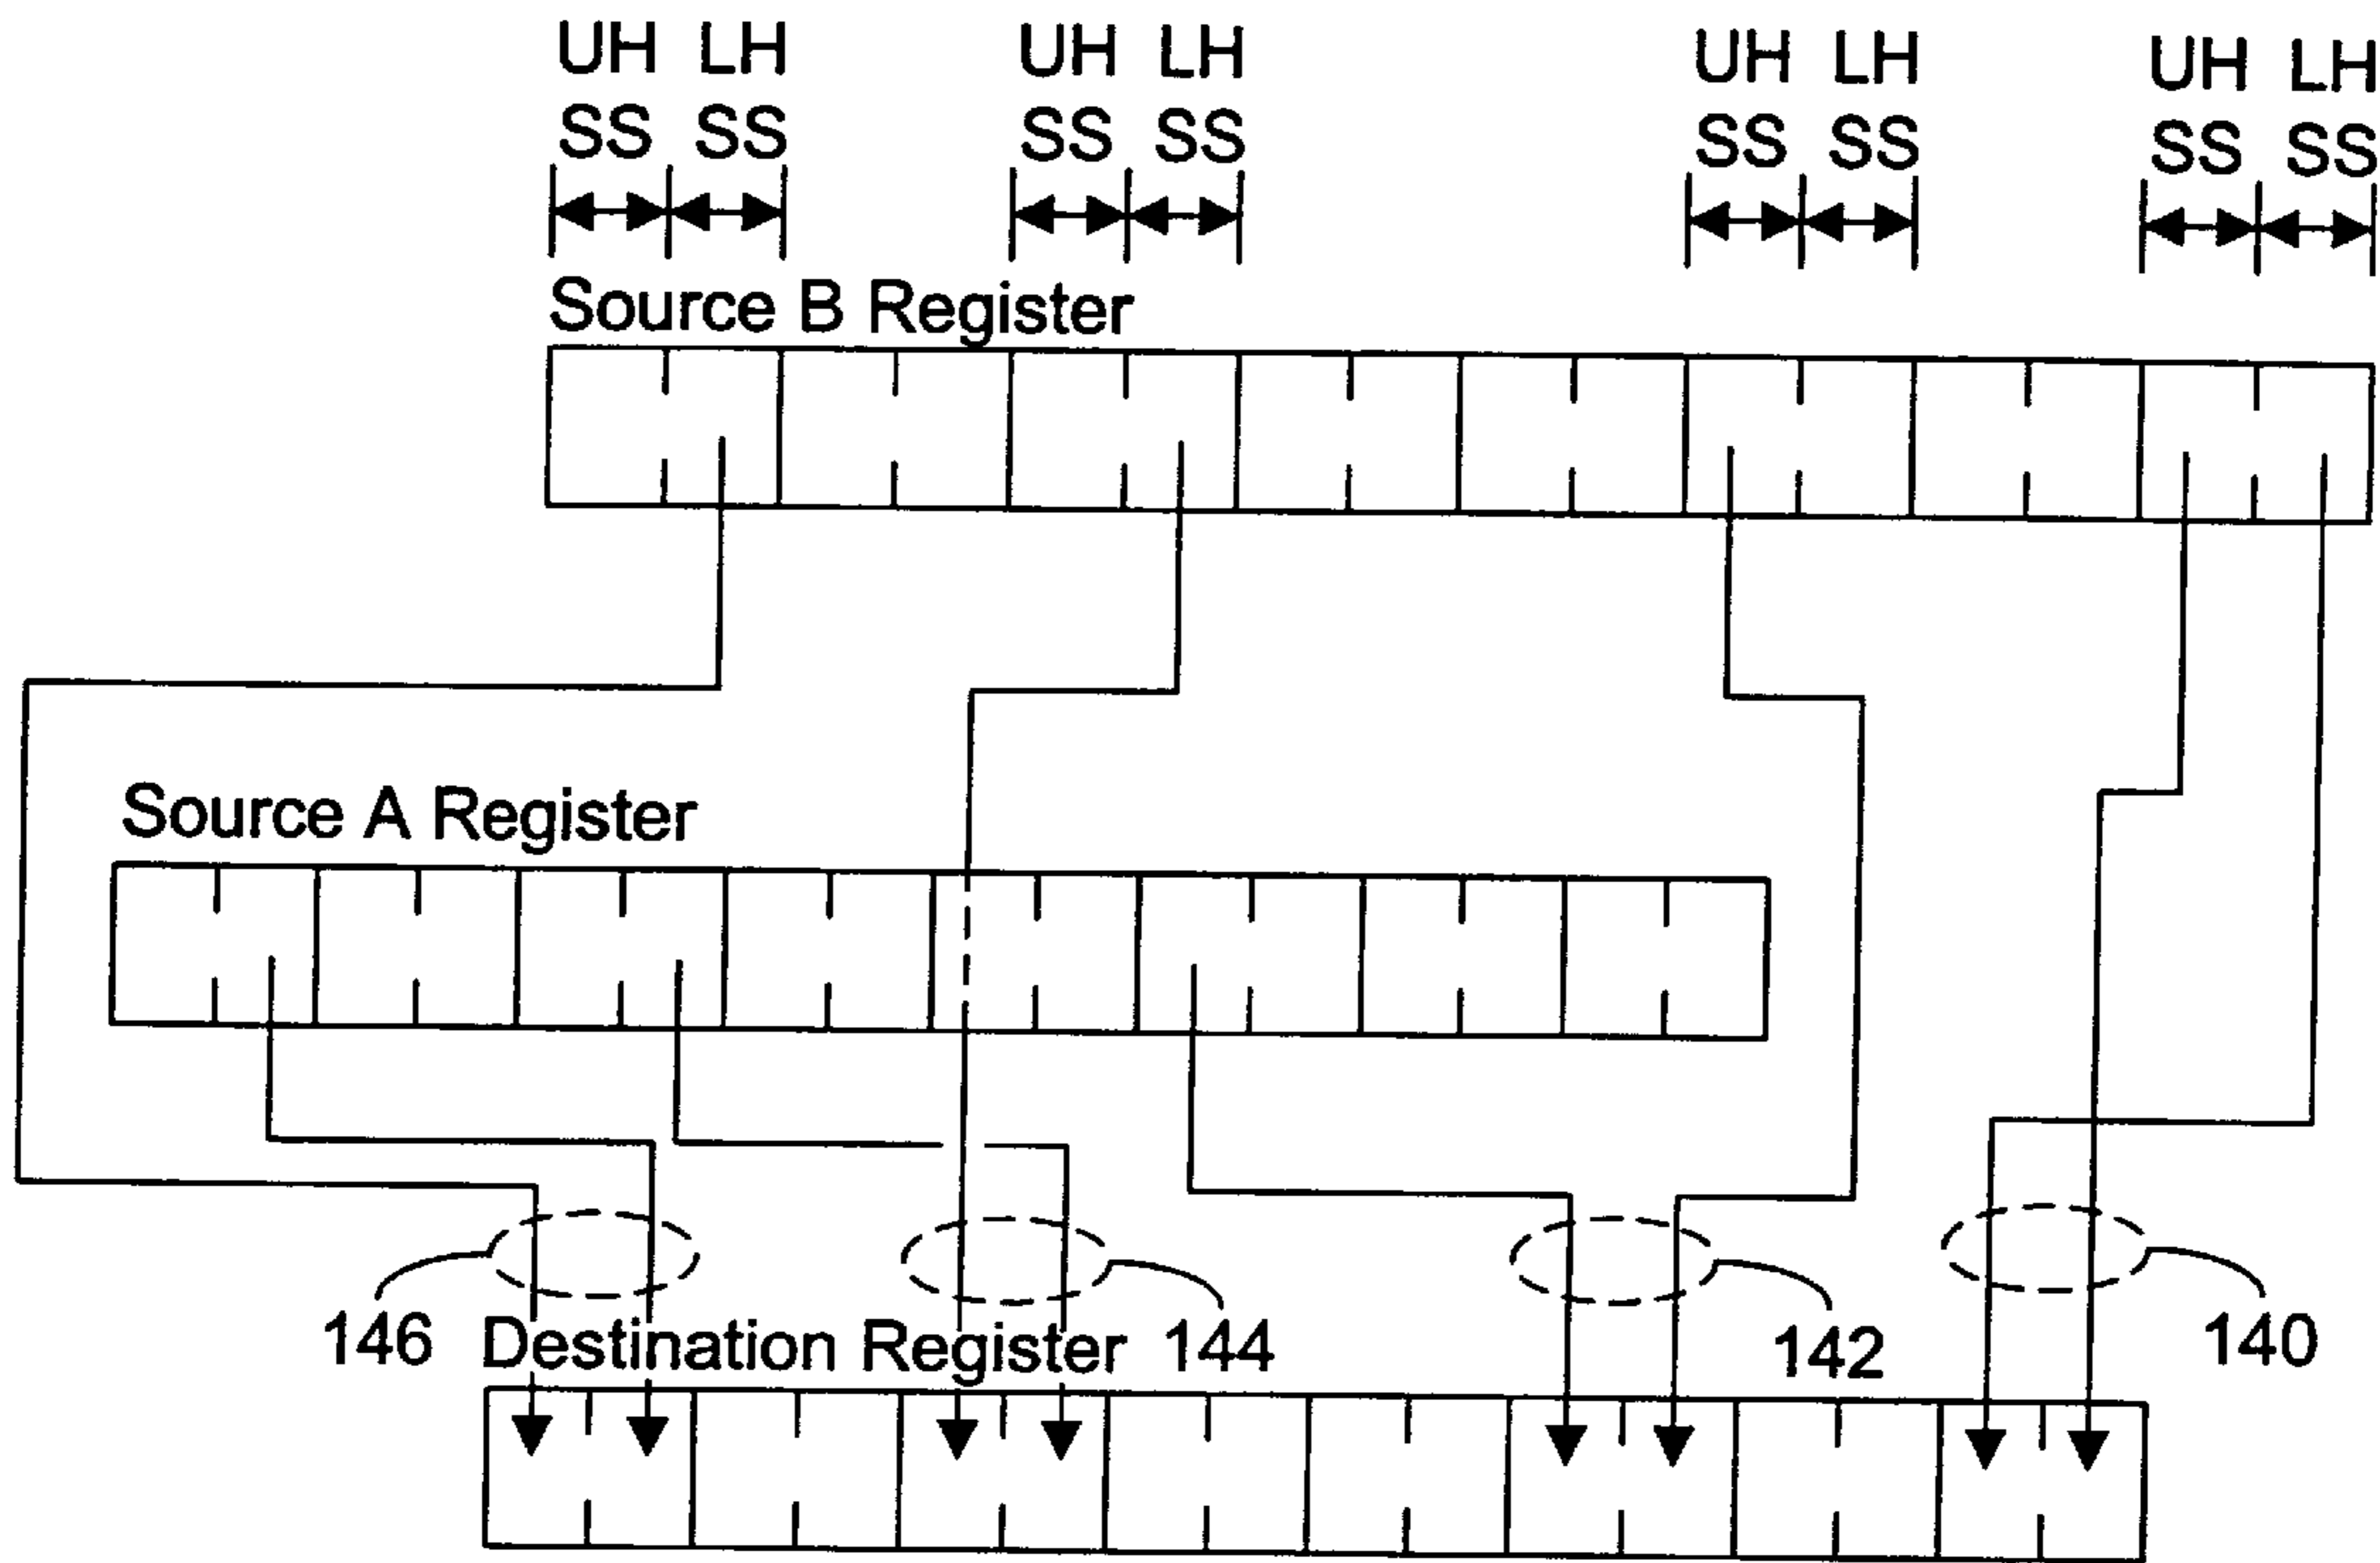 UH LH UH LH UH LH UH LH
SS SS SS SS SS SS SS SS
Source B Register
Source A Register
146 Destination Register 144 142 140